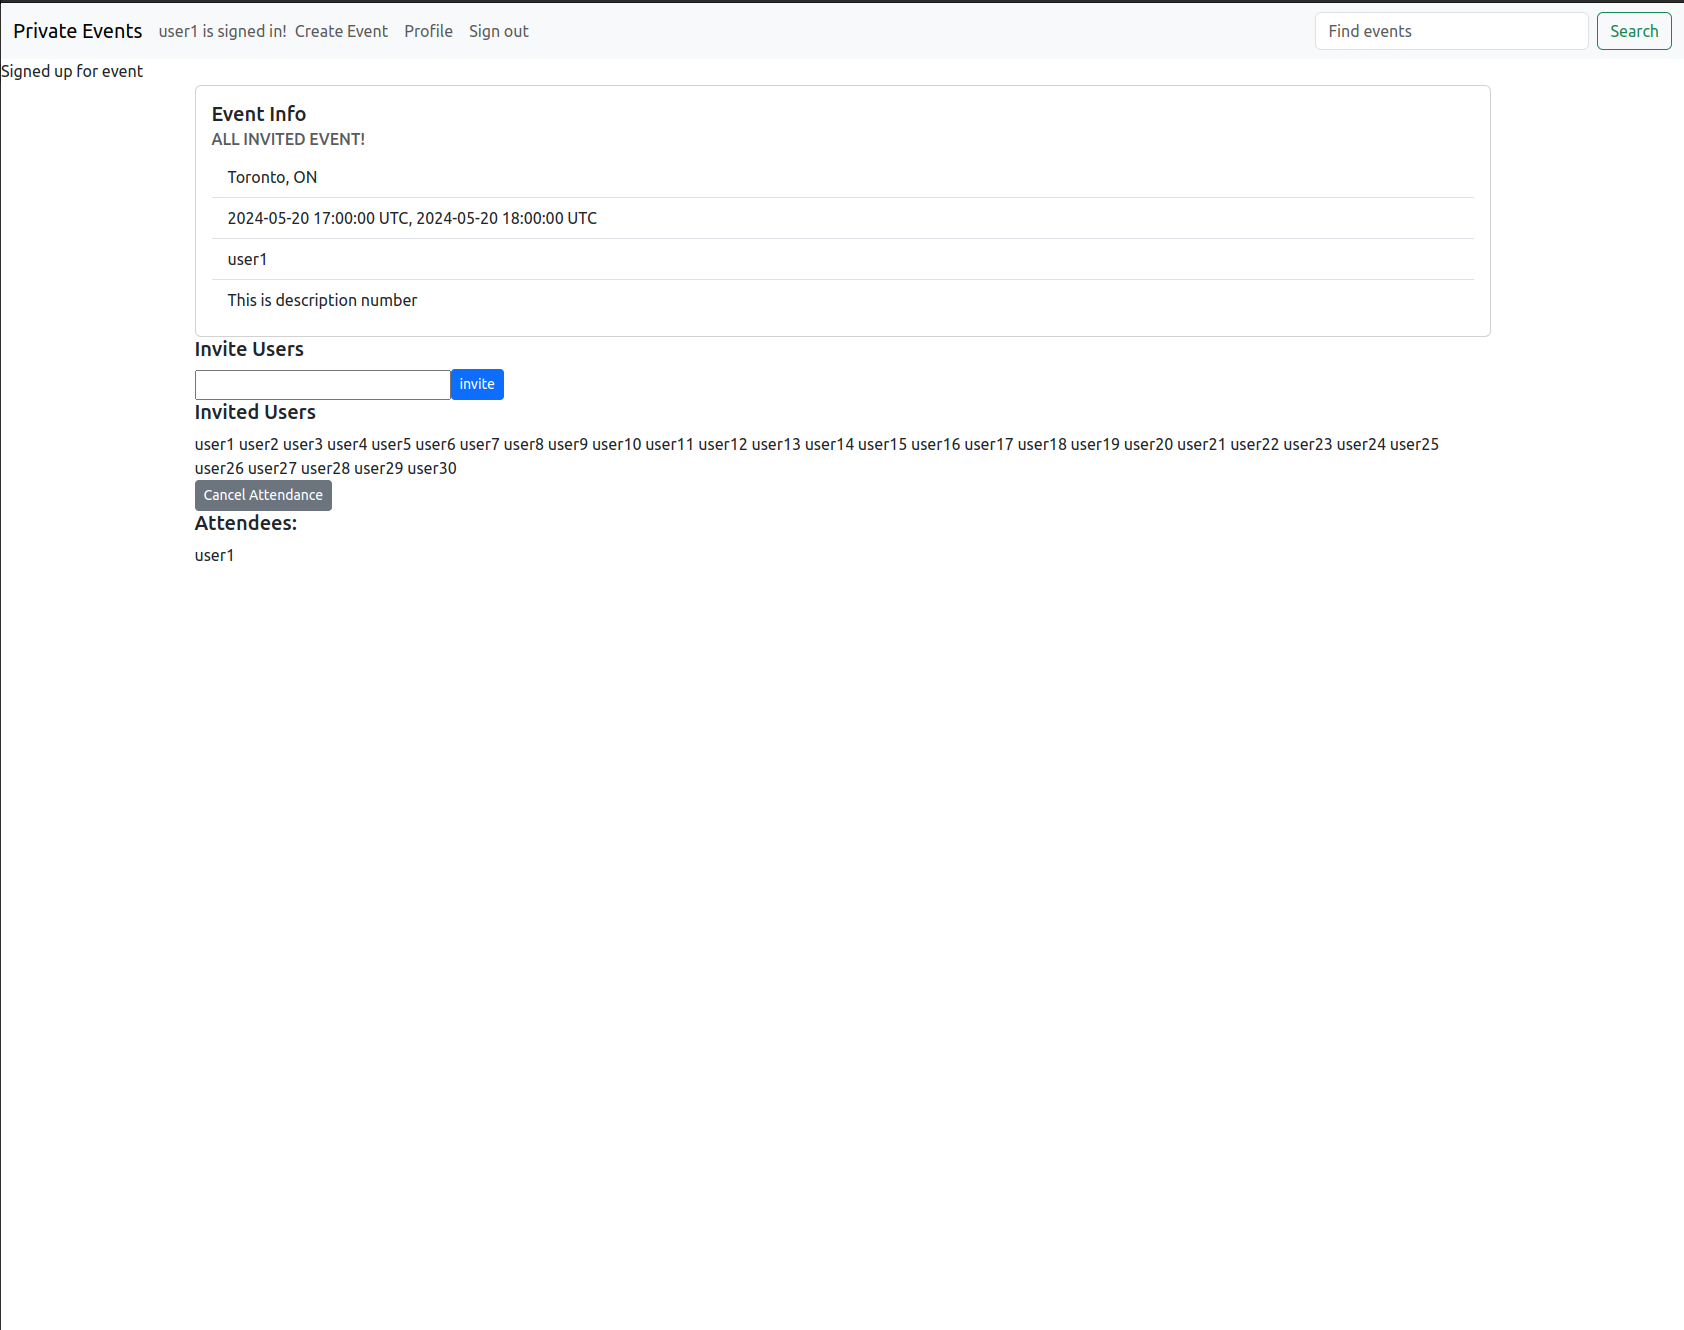 Private Events user1 is signed in! Create Event Profile Sign out Find events Search
Signed up for event
Event Info
ALL INVITED EVENT!
Toronto, ON
2024-05-20 17:00:00 UTC, 2024-05-20 18:00:00 UTC
user1
This is description number
Invite Users
invite
Invited Users
user1 user2 user3 user4 user5 user6 user7 user8 user9 user10 user11 user12 user13 user14 user15 user16 user17 user18 user19 user20 user21 user22 user23 user24 user25
user26 user27 user28 user29 user30
Cancel Attendance
Attendees:
user1